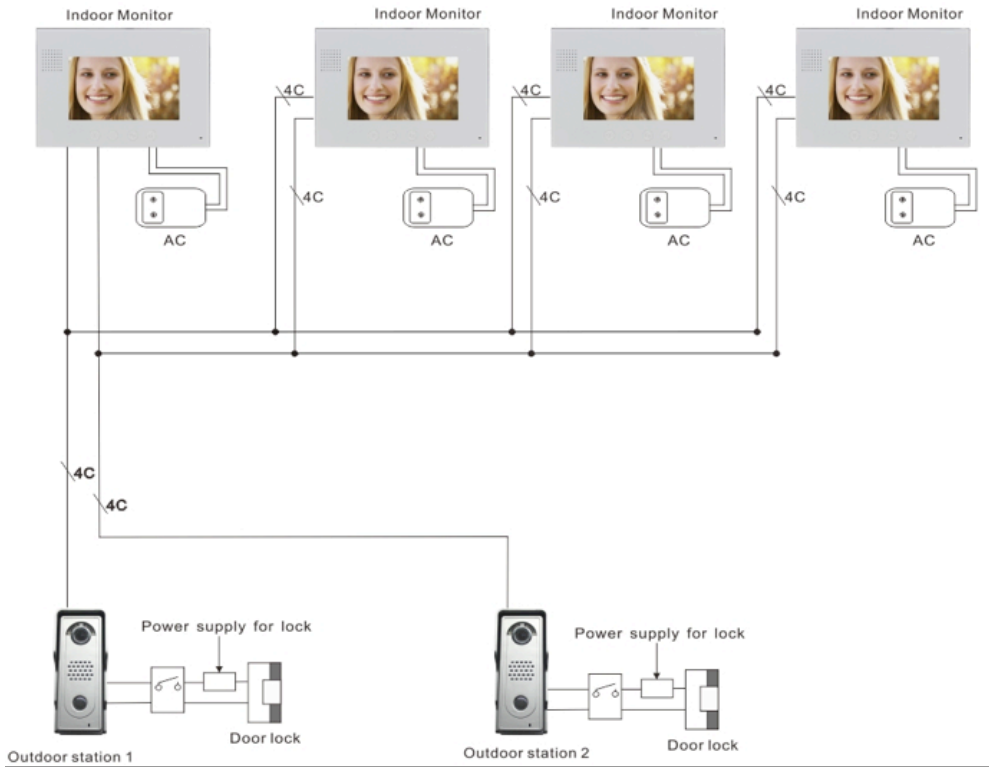 Indoor Monitor
Indoor Monitor
Indoor Monitor
Indoor Monitor
4C
4C
4C
4C
4C
4C
AC
AC
AC
AC
4C
4C
Power supply for lock
Power supply for lock
Door lock
Door lock
Outdoor station 1
Outdoor station 2